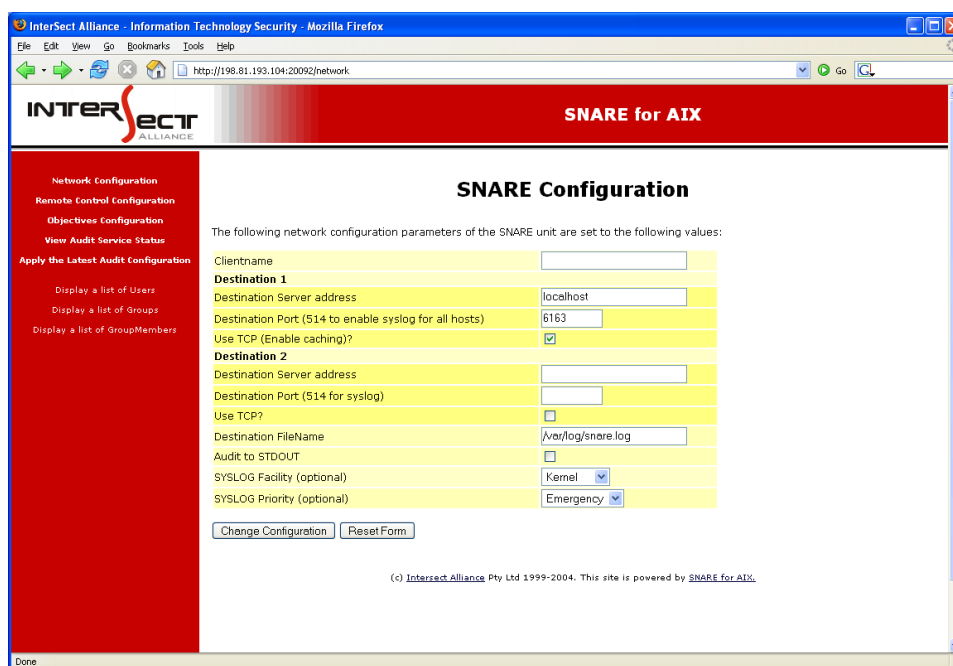 InterSect Alliance - Information Technology Security - Mozilla Firefox
File Edit View Go Bookmarks Tools Help
http://198.81.193.104:20092/network
Go
G
INTERSECT
ALLIANCE
SNARE for AIX
Network Configuration
Remote Control Configuration
Objectives Configuration
View Audit Service Status
Apply the Latest Audit Configuration
Display a list of Users
Display a list of Groups
Display a list of GroupMembers
SNARE Configuration
The following network configuration parameters of the SNARE unit are set to the following values:
Clientname
Destination 1
Destination Server address localhost
Destination Port (514 to enable syslog for all hosts) 6163
Use TCP (Enable caching)?
Destination 2
Destination Server address
Destination Port (514 for syslog)
Use TCP?
Destination FileName /var/log/snare.log
Audit to STDOUT
SYSLOG Facility (optional) Kernel
SYSLOG Priority (optional) Emergency
Change Configuration Reset Form
(c) Intersect Alliance Pty Ltd 1999-2004. This site is powered by SNARE for AIX.
Done